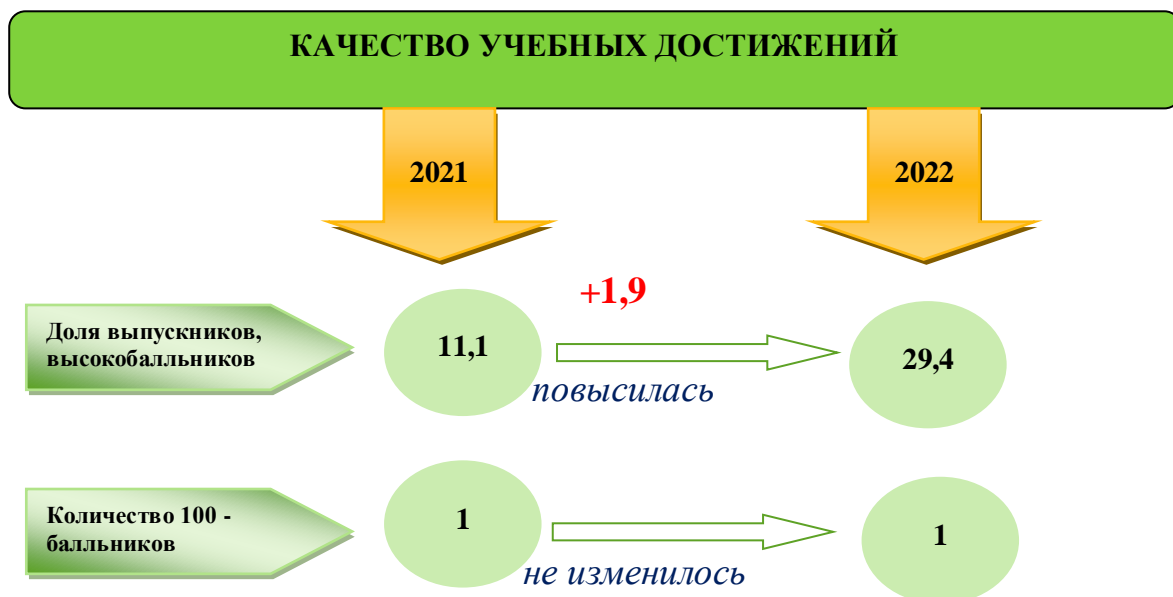 КАЧЕСТВО УЧЕБНЫХ ДОСТИЖЕНИЙ
2021
2022
+1,9
Доля выпускников,
высокобалльников
11,1
29,4
повысилась
Количество 100 -
балльников
1
1
не изменилось